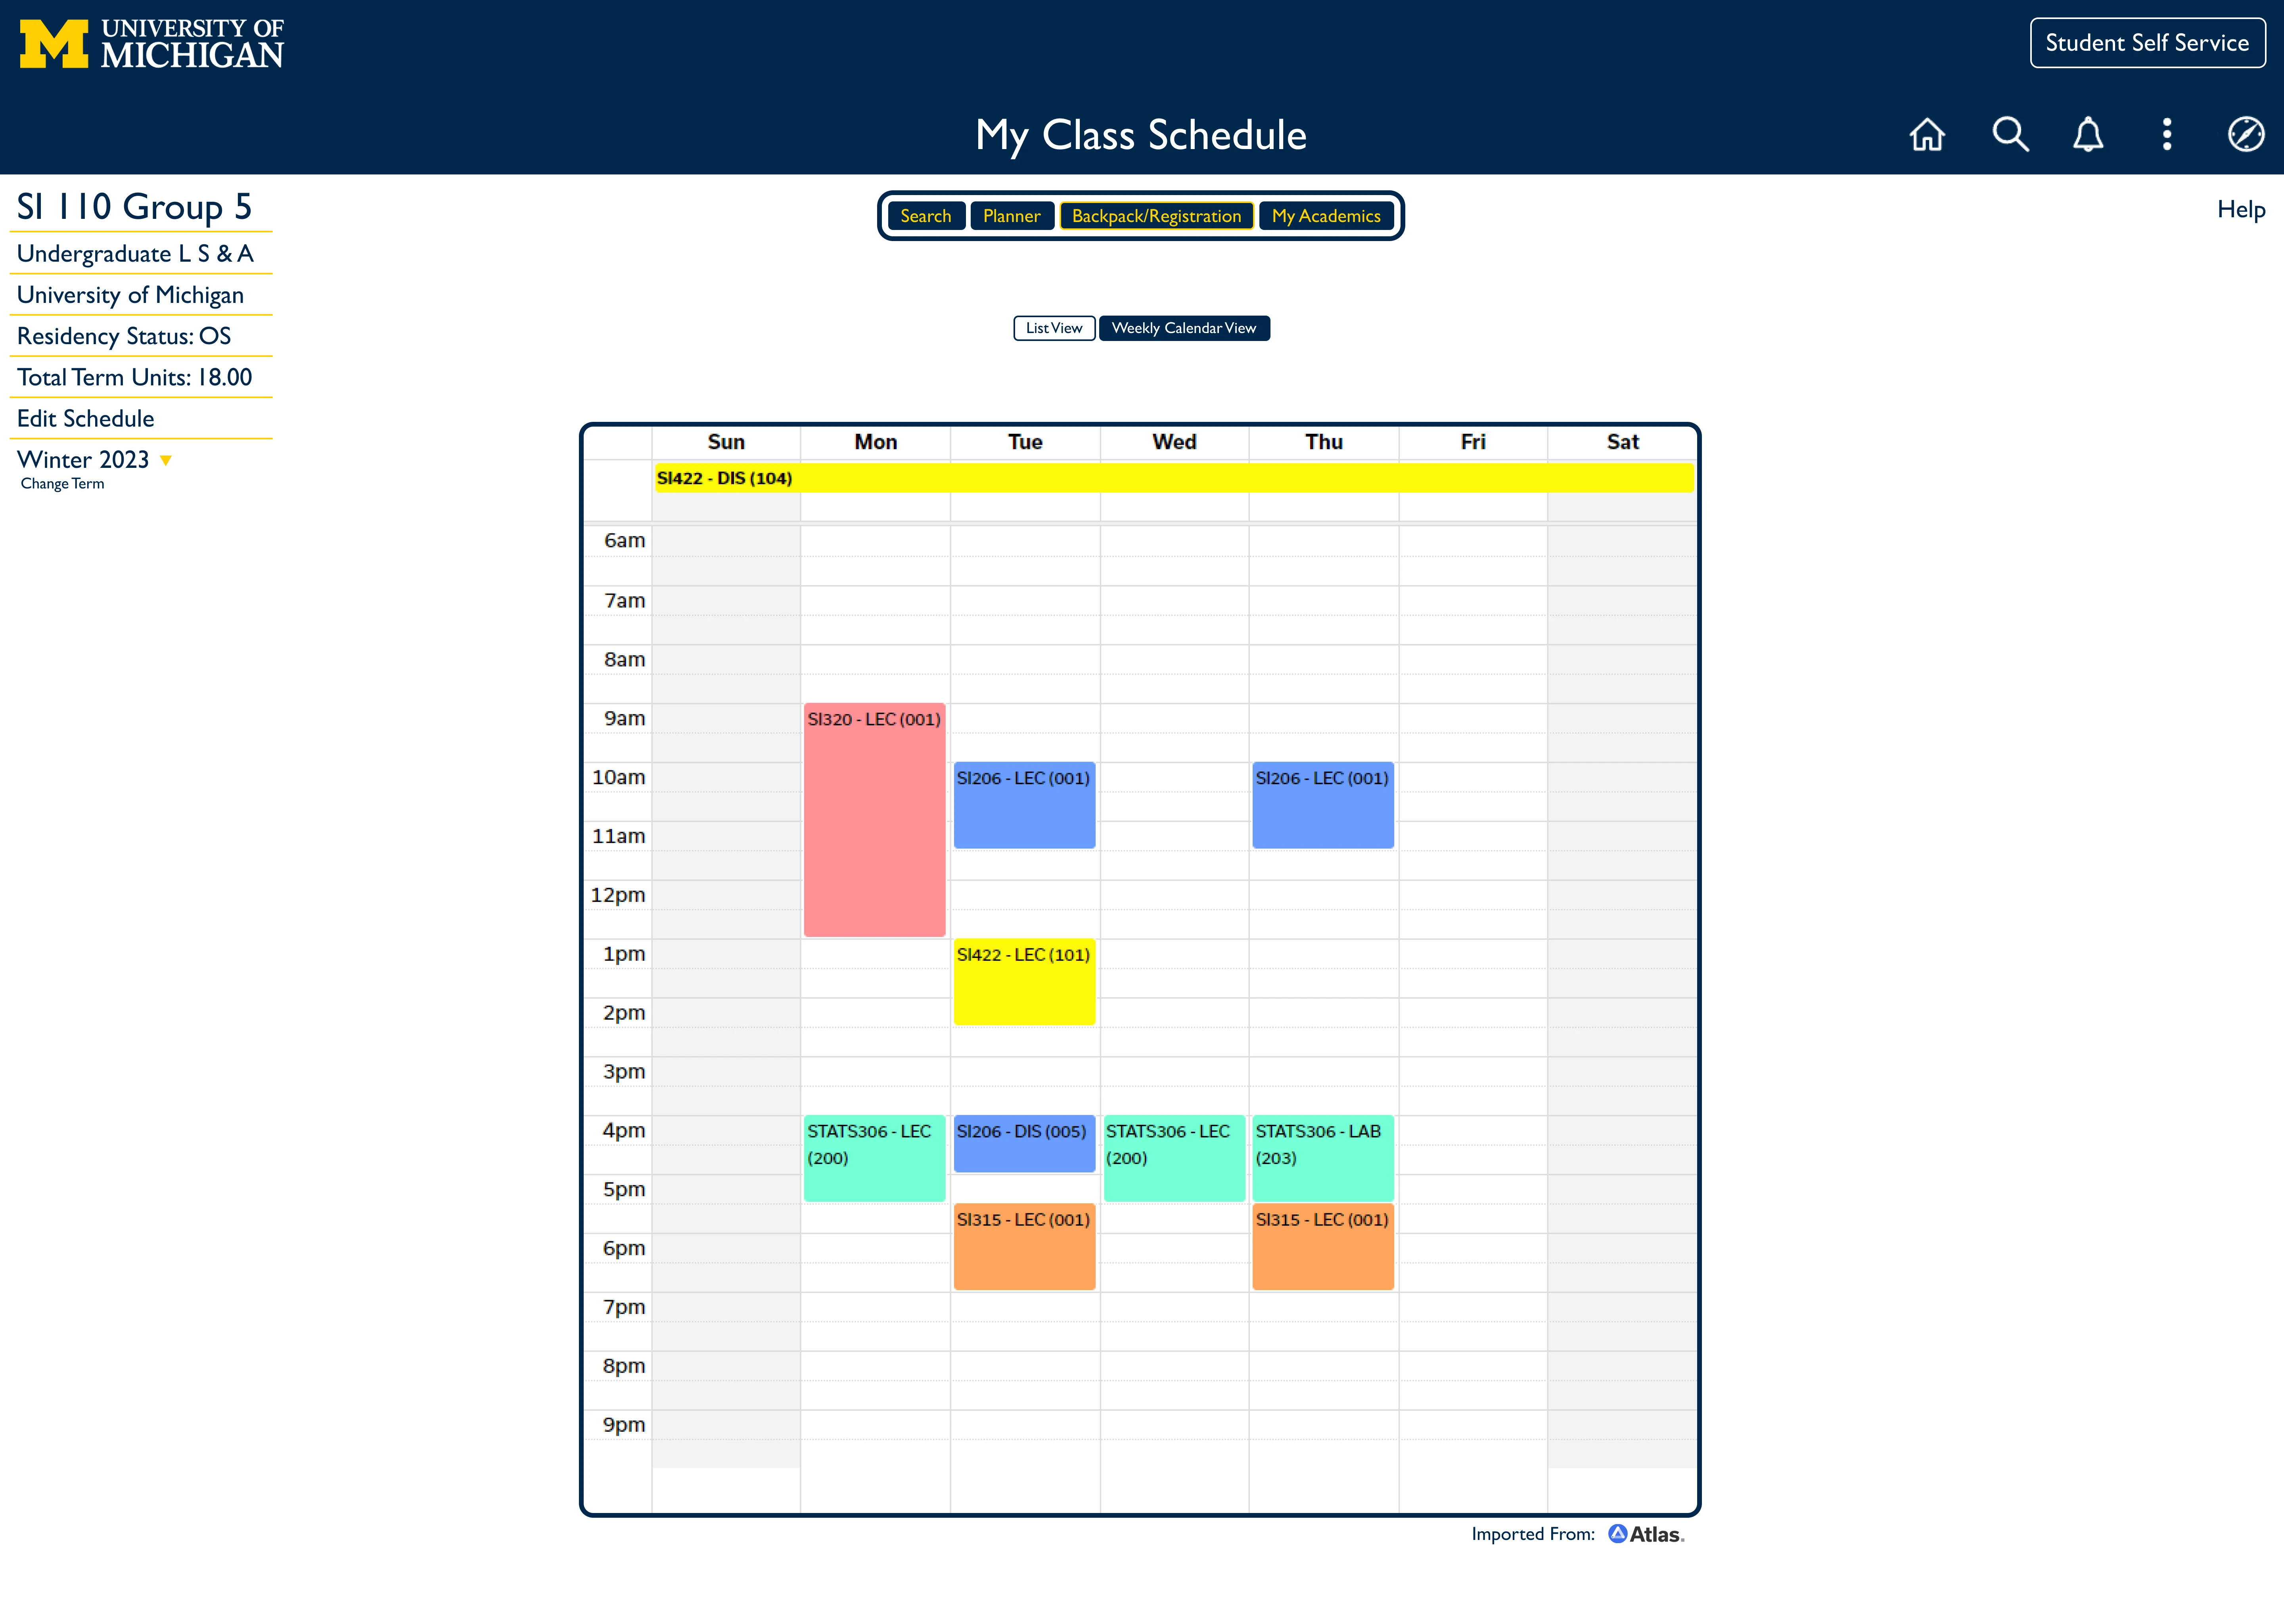 UNIVERSITY OF
MICHIGAN
Student Self Service
My Class Schedule
SI 110 Group 5
Undergraduate L S & A
University of Michigan
Residency Status: OS
Total Term Units: 18.00
Edit Schedule
Winter 2023
Change Term
Search Planner Backpack/Registration My Academics
Help
List View Weekly Calendar View
Sun Mon Tue Wed Thu Fri Sat
SI422 - DIS (104)
6am
7am
8am
9am SI320 - LEC (001)
10am SI206 - LEC (001) SI206 - LEC (001)
11am
12pm
1pm SI422 - LEC (101)
2pm
3pm
4pm STATS306 - LEC SI206 - DIS (005) STATS306 - LEC STATS306 - LAB
(200) (200) (203)
5pm
SI315 - LEC (001) SI315 - LEC (001)
6pm
7pm
8pm
9pm
Imported From: Atlas.